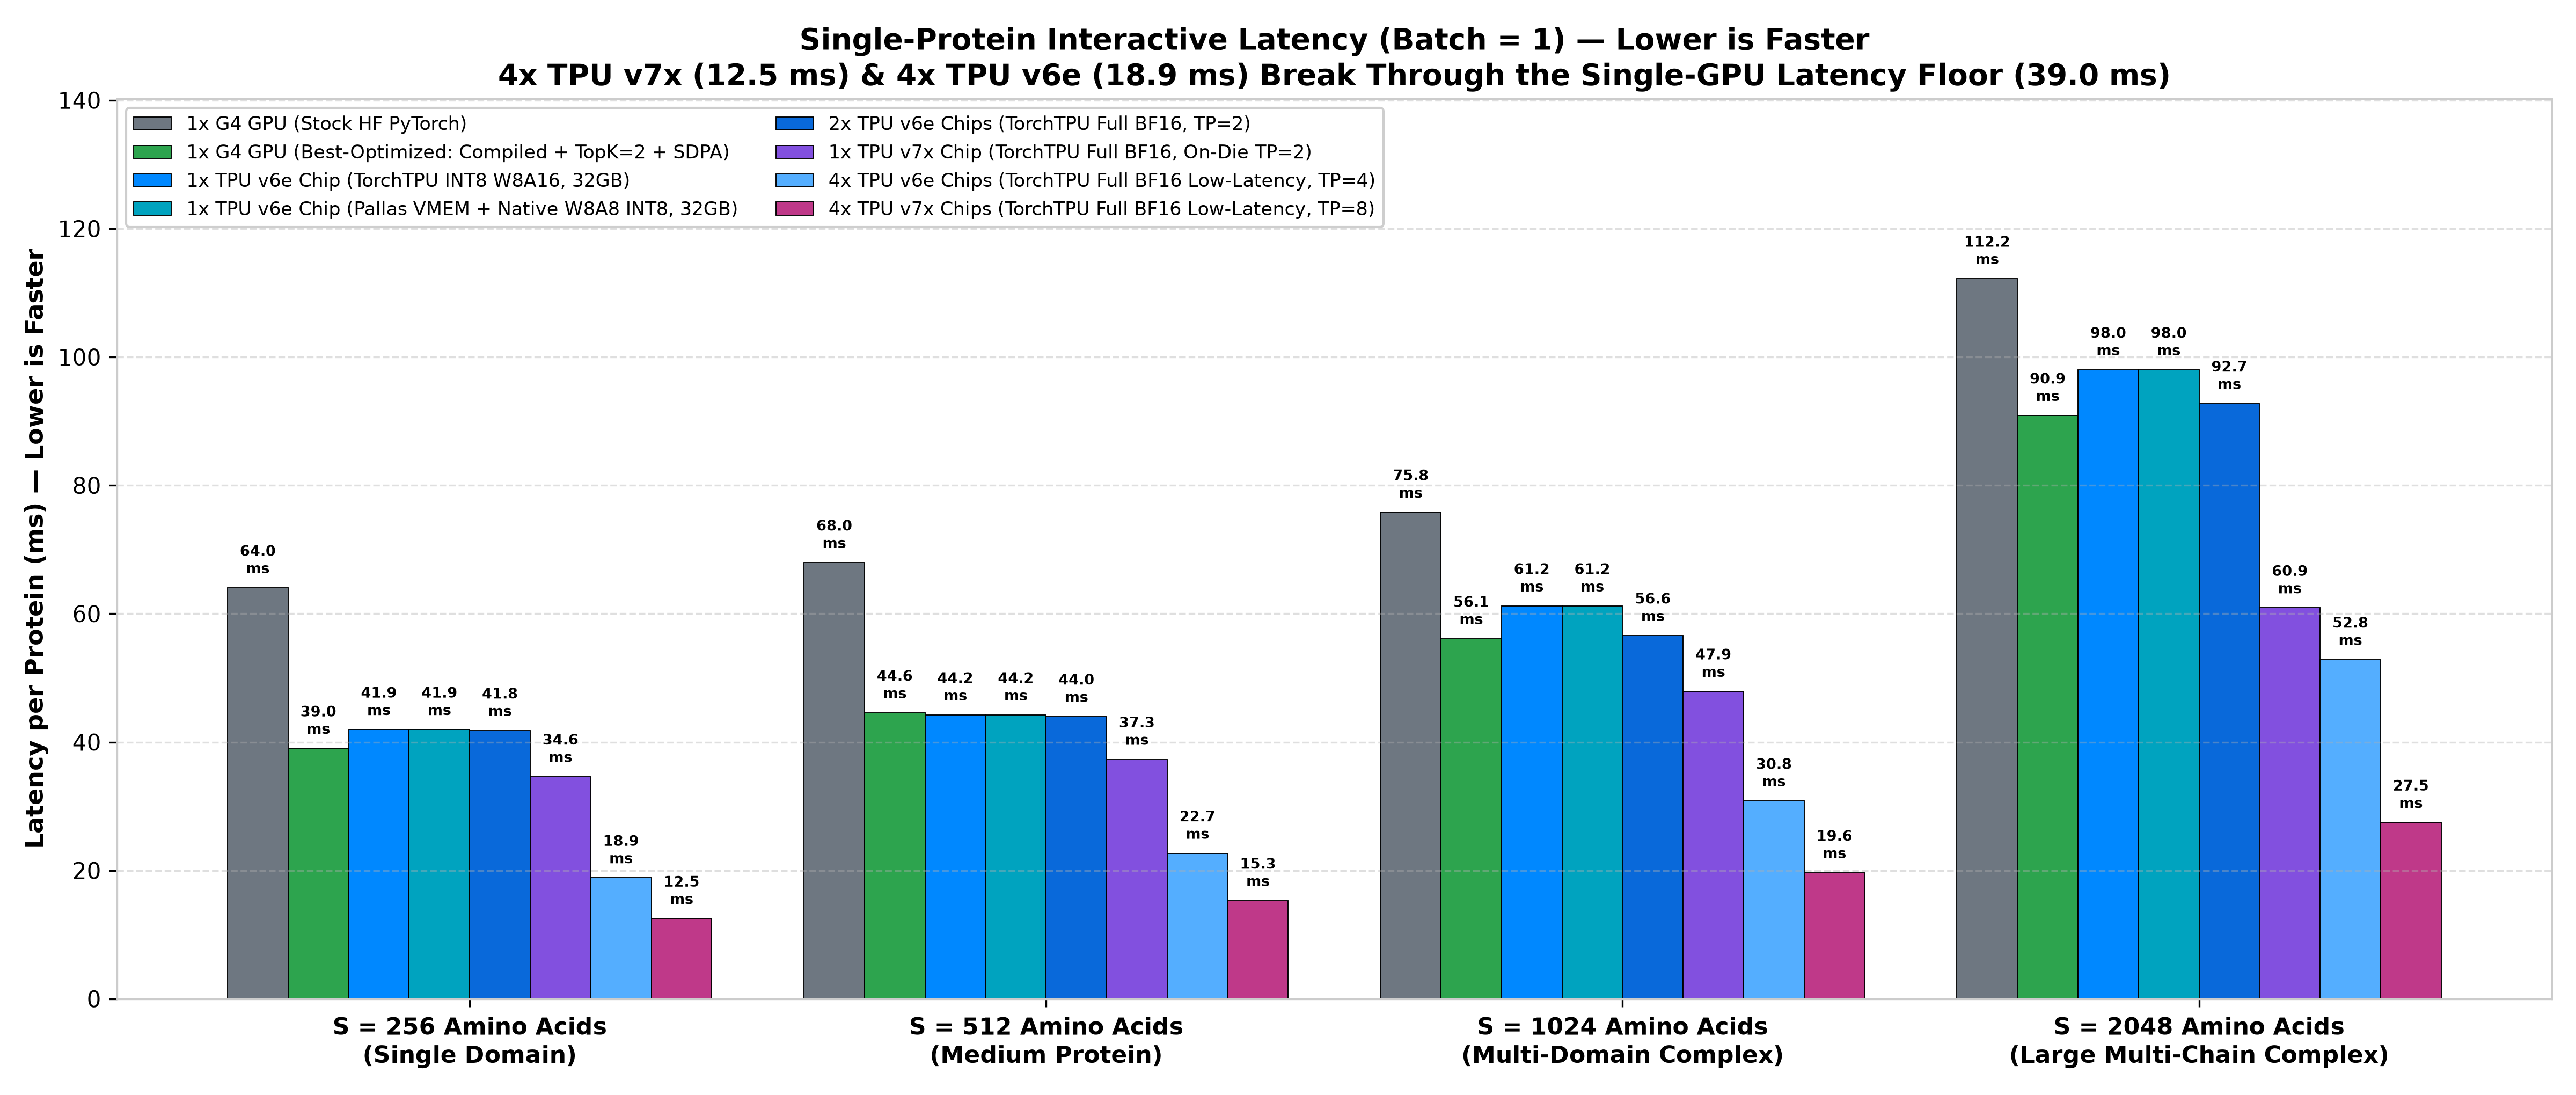 Single-Protein Interactive Latency (Batch = 1) — Lower is Faster
4x TPU v7x (12.5 ms) & 4x TPU v6e (18.9 ms) Break Through the Single-GPU Latency Floor (39.0 ms)
Latency per Protein (ms) — Lower is Faster
140
120
100
80
60
40
20
0
1x G4 GPU (Stock HF PyTorch)
1x G4 GPU (Best-Optimized: Compiled + TopK=2 + SDPA)
1x TPU v6e Chip (TorchTPU INT8 W8A16, 32GB)
1x TPU v6e Chip (Pallas VMEM + Native W8A8 INT8, 32GB)
2x TPU v6e Chips (TorchTPU Full BF16, TP=2)
1x TPU v7x Chip (TorchTPU Full BF16, On-Die TP=2)
4x TPU v6e Chips (TorchTPU Full BF16 Low-Latency, TP=4)
4x TPU v7x Chips (TorchTPU Full BF16 Low-Latency, TP=8)
64.0
ms
39.0
ms
41.9
ms
41.9
ms
41.8
ms
34.6
ms
18.9
ms
12.5
ms
68.0
ms
44.6
ms
44.2
ms
44.2
ms
44.0
ms
37.3
ms
22.7
ms
15.3
ms
75.8
ms
56.1
ms
61.2
ms
61.2
ms
56.6
ms
47.9
ms
30.8
ms
19.6
ms
112.2
ms
90.9
ms
98.0
ms
98.0
ms
92.7
ms
60.9
ms
52.8
ms
27.5
ms
S = 256 Amino Acids
(Single Domain)
S = 512 Amino Acids
(Medium Protein)
S = 1024 Amino Acids
(Multi-Domain Complex)
S = 2048 Amino Acids
(Large Multi-Chain Complex)